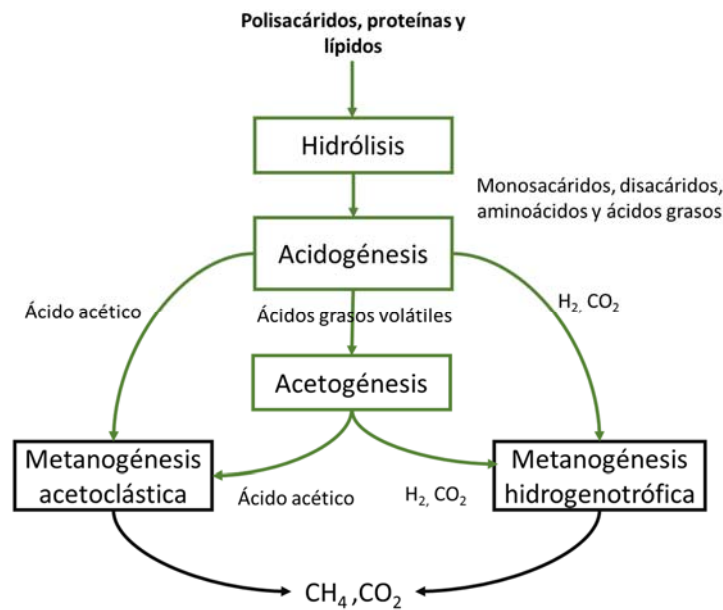 Polisacáridos, proteínas y
lípidos
Hidrólisis
Monosacáridos, disacáridos,
aminoácidos y ácidos grasos
Acidogénesis
Ácido acético
Ácidos grasos volátiles
H₂, CO₂
Acetogénesis
Metanogénesis
acetoclástica
Ácido acético
H₂, CO₂
Metanogénesis
hidrogenotrófica
CH₄ ,CO₂